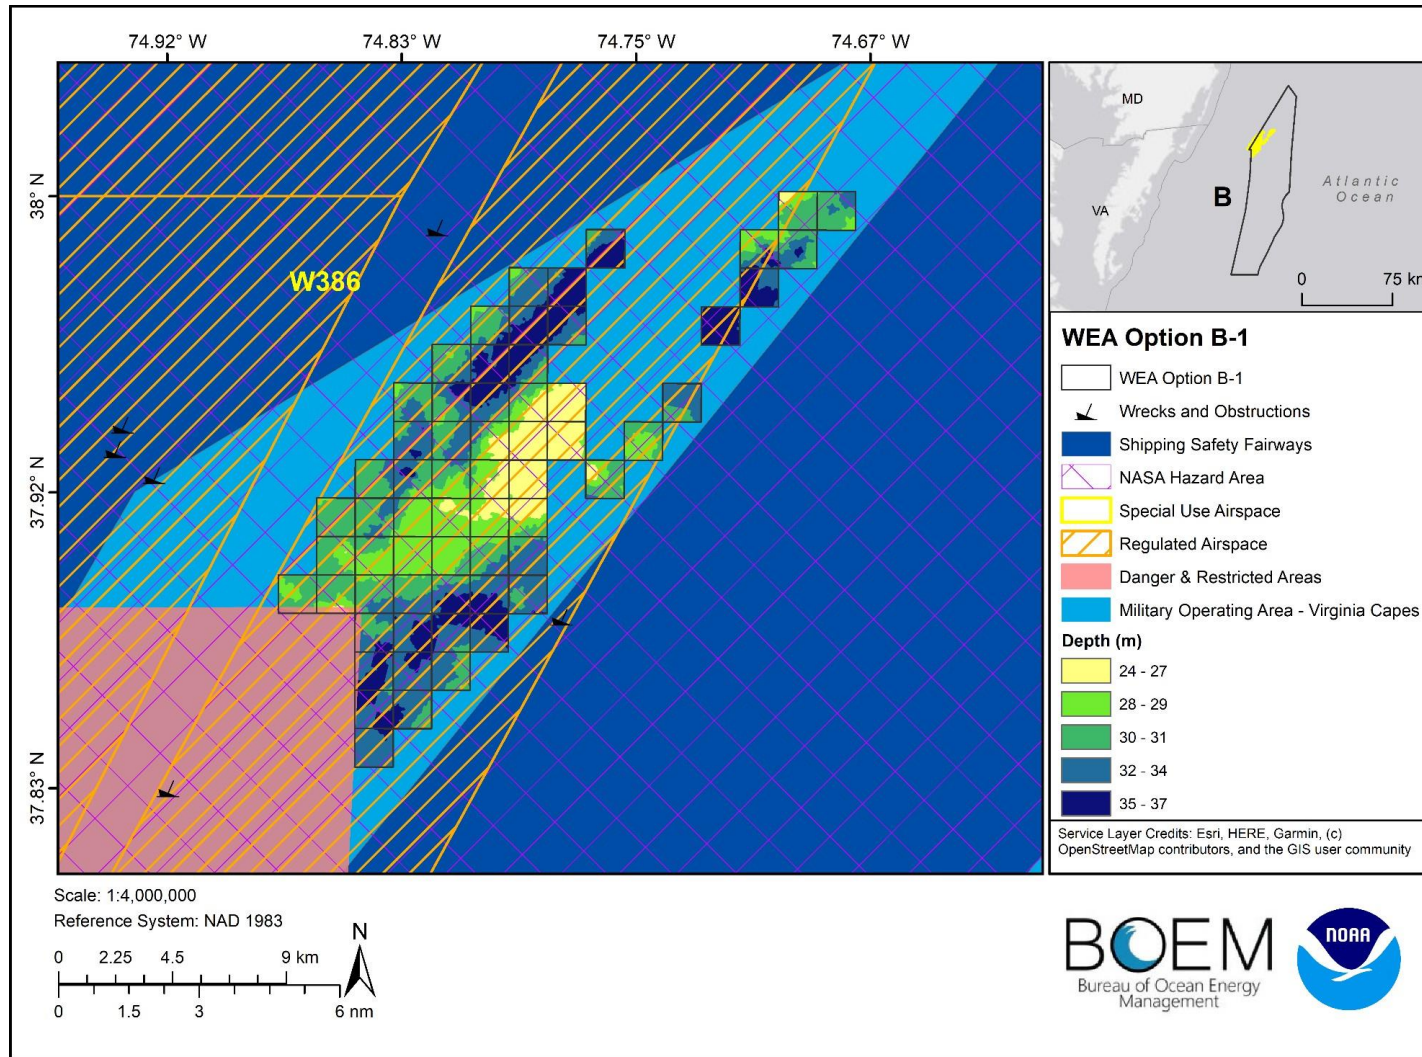 74.92° W
74.83° W
74.75° W
74.67° W
38° N
37.92° N
37.83° N
W386
MD
VA
B
Atlantic
Ocean
0
75 km
WEA Option B-1
WEA Option B-1
Wrecks and Obstructions
Shipping Safety Fairways
NASA Hazard Area
Special Use Airspace
Regulated Airspace
Danger & Restricted Areas
Military Operating Area - Virginia Capes
Depth (m)
24 - 27
28 - 29
30 - 31
32 - 34
35 - 37
Service Layer Credits: Esri, HERE, Garmin, (c)
OpenStreetMap contributors, and the GIS user community
Scale: 1:4,000,000
Reference System: NAD 1983
0 2.25 4.5 9 km
0 1.5 3 6 nm
N
BOEM
Bureau of Ocean Energy
Management
NOAA